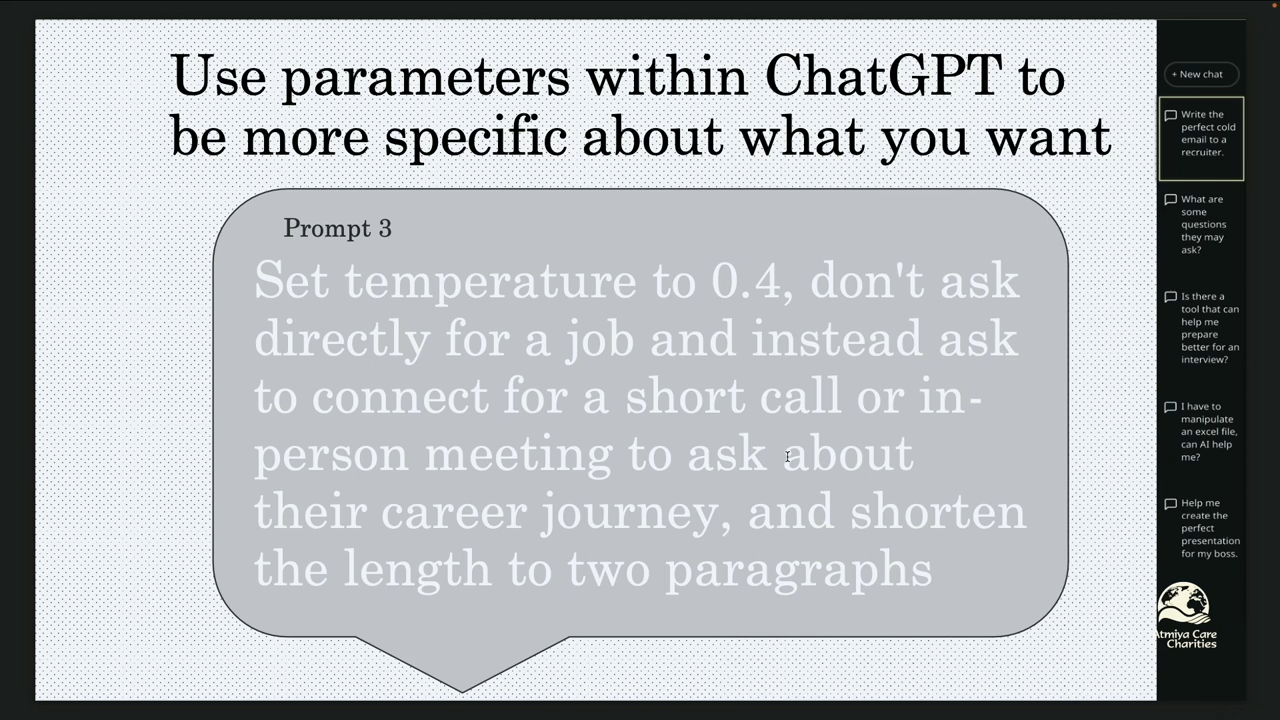 Use parameters within ChatGPT to
be more specific about what you want
Prompt 3
Set temperature to 0.4, don't ask
directly for a job and instead ask
to connect for a short call or in-
person meeting to ask about
their career journey, and shorten
the length to two paragraphs
+ New chat
Write the
perfect cold
email to a
recruiter.
What are
some
questions
they may
ask?
Is there a
tool that can
help me
prepare
better for an
interview?
I have to
manipulate
an excel file,
can AI help
me?
Help me
create the
perfect
presentation
for my boss.
Atmiya Care
Charities